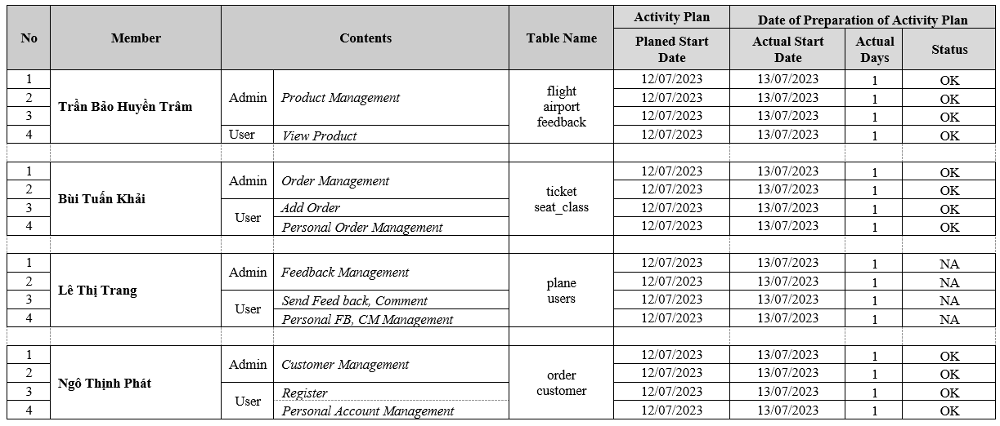 No Member Contents Table Name Activity Plan Date of Preparation of Activity Plan
Planed Start Date Actual Start Date Actual Days Status
1 Trần Bảo Huyền Trâm Admin Product Management flight airport feedback 12/07/2023 13/07/2023 1 OK
2 12/07/2023 13/07/2023 1 OK
3 12/07/2023 13/07/2023 1 OK
4 User View Product 12/07/2023 13/07/2023 1 OK
1 Bùi Tuấn Khải Admin Order Management ticket seat_class 12/07/2023 13/07/2023 1 OK
2 12/07/2023 13/07/2023 1 OK
3 User Add Order 12/07/2023 13/07/2023 1 OK
4 Personal Order Management 12/07/2023 13/07/2023 1 OK
1 Lê Thị Trang Admin Feedback Management plane users 12/07/2023 13/07/2023 1 NA
2 12/07/2023 13/07/2023 1 NA
3 User Send Feed back, Comment 12/07/2023 13/07/2023 1 NA
4 Personal FB, CM Management 12/07/2023 13/07/2023 1 NA
1 Ngô Thịnh Phát Admin Customer Management order customer 12/07/2023 13/07/2023 1 OK
2 12/07/2023 13/07/2023 1 OK
3 User Register 12/07/2023 13/07/2023 1 OK
4 Personal Account Management 12/07/2023 13/07/2023 1 OK